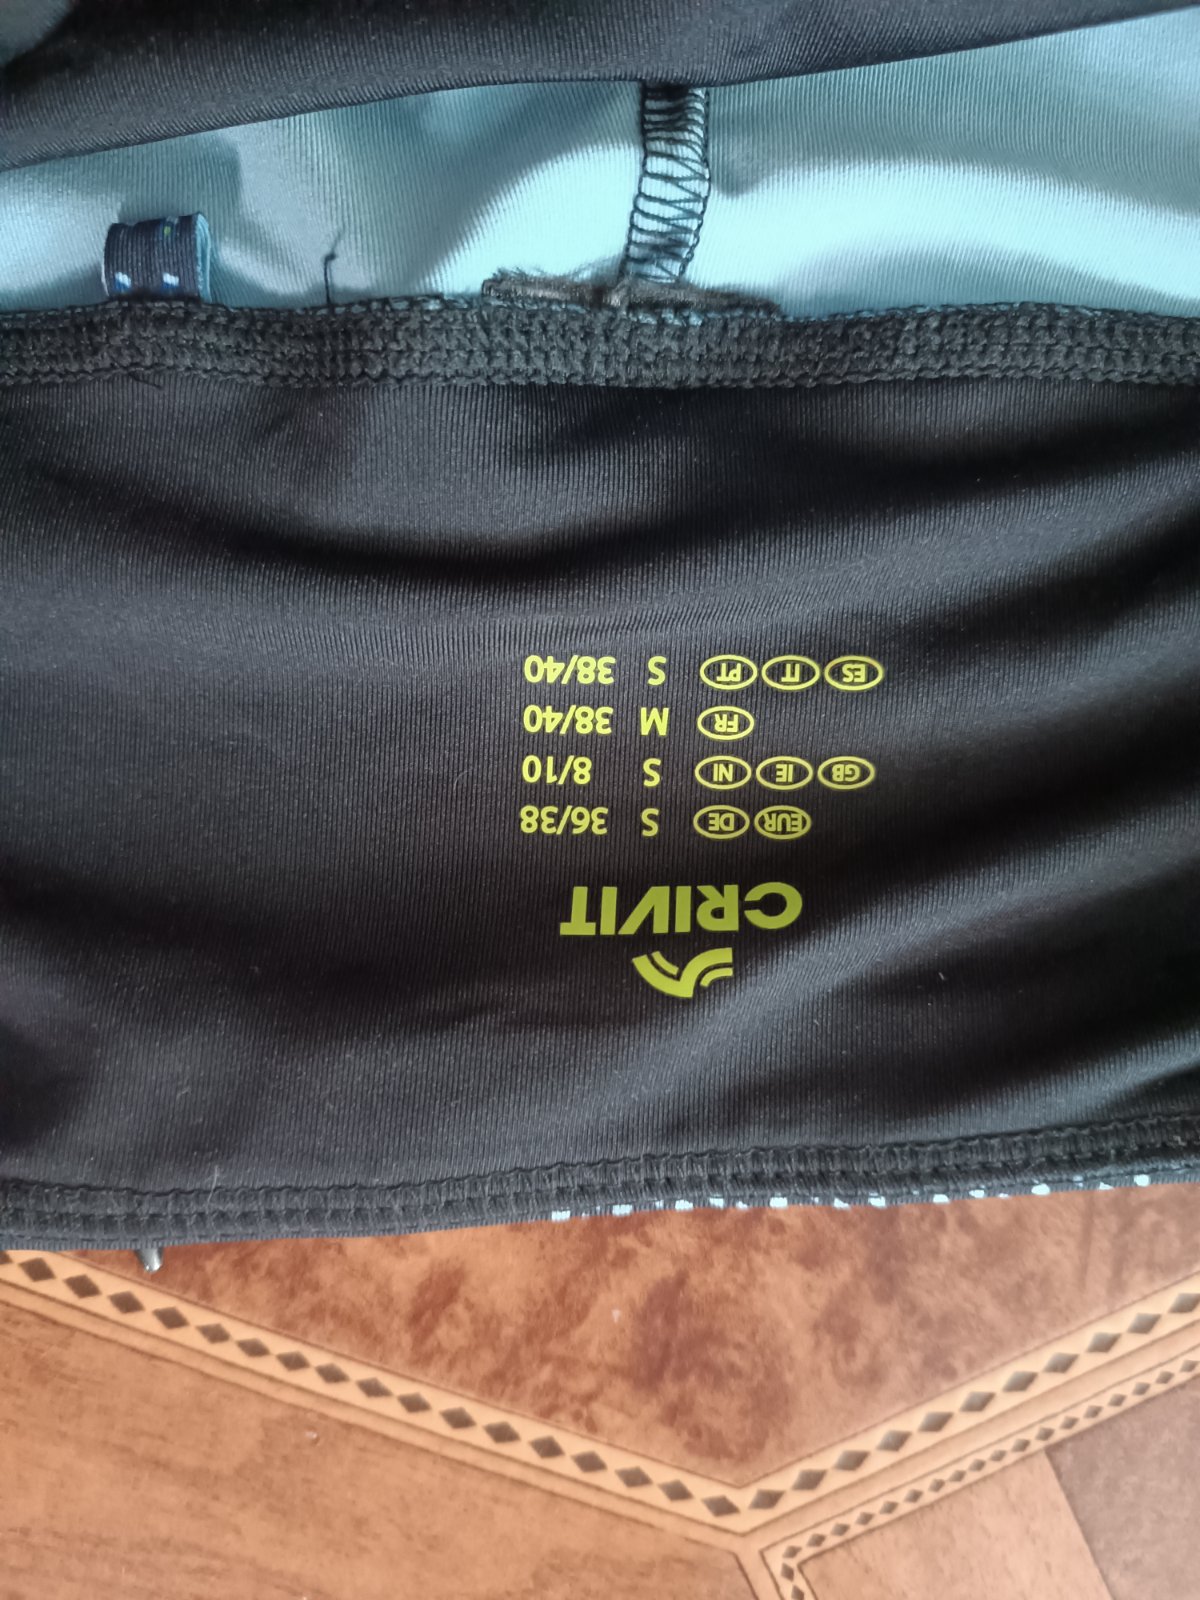 CRIVIT
EUR DE S 36/38
GB IE NI S 8/10
FR M 38/40
ES IT PT S 38/40